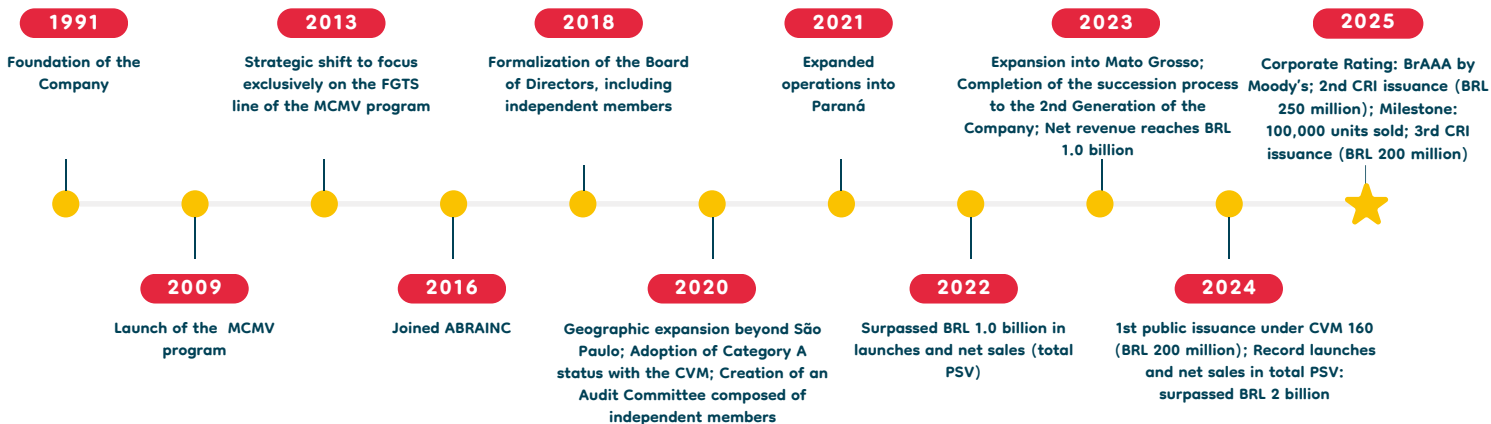 1991
Foundation of the
Company
2009
Launch of the MCMV
program
2013
Strategic shift to focus
exclusively on the FGTS
line of the MCMV program
2016
Joined ABRAINC
2018
Formalization of the Board
of Directors, including
independent members
2020
Geographic expansion beyond São
Paulo; Adoption of Category A
status with the CVM; Creation of an
Audit Committee composed of
independent members
2021
Expanded
operations into
Paraná
2022
Surpassed BRL 1.0 billion in
launches and net sales (total
PSV)
2023
Expansion into Mato Grosso;
Completion of the succession process
to the 2nd Generation of the
Company; Net revenue reaches BRL
1.0 billion
2024
1st public issuance under CVM 160
(BRL 200 million); Record launches
and net sales in total PSV:
surpassed BRL 2 billion
2025
Corporate Rating: BrAAA by
Moody's; 2nd CRI issuance (BRL
250 million); Milestone:
100,000 units sold; 3rd CRI
issuance (BRL 200 million)